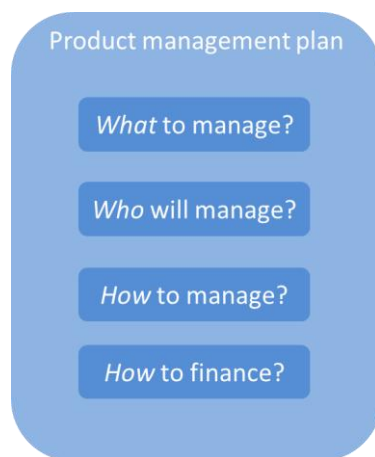 Product management plan
What to manage?
Who will manage?
How to manage?
How to finance?